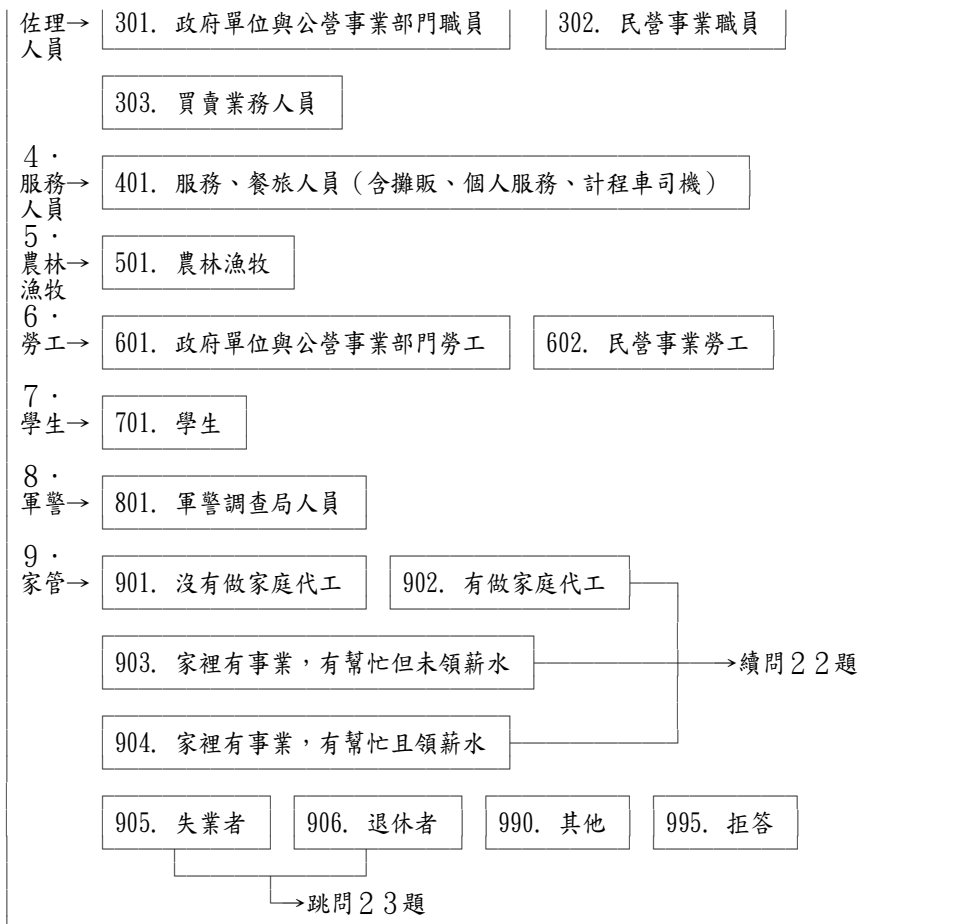 佐理→ 301. 政府單位與公營事業部門職員 302. 民營事業職員
人員
303. 買賣業務人員
4．
服務→ 401. 服務、餐旅人員（含攤販、個人服務、計程車司機）
人員
5．
農林→ 501. 農林漁牧
漁牧
6．
勞工→ 601. 政府單位與公營事業部門勞工 602. 民營事業勞工
7．
學生→ 701. 學生
8．
軍警→ 801. 軍警調查局人員
9．
家管→ 901. 沒有做家庭代工 902. 有做家庭代工
903. 家裡有事業，有幫忙但未領薪水 →續問２２題
904. 家裡有事業，有幫忙且領薪水
905. 失業者 906. 退休者 990. 其他 995. 拒答
→跳問２３題